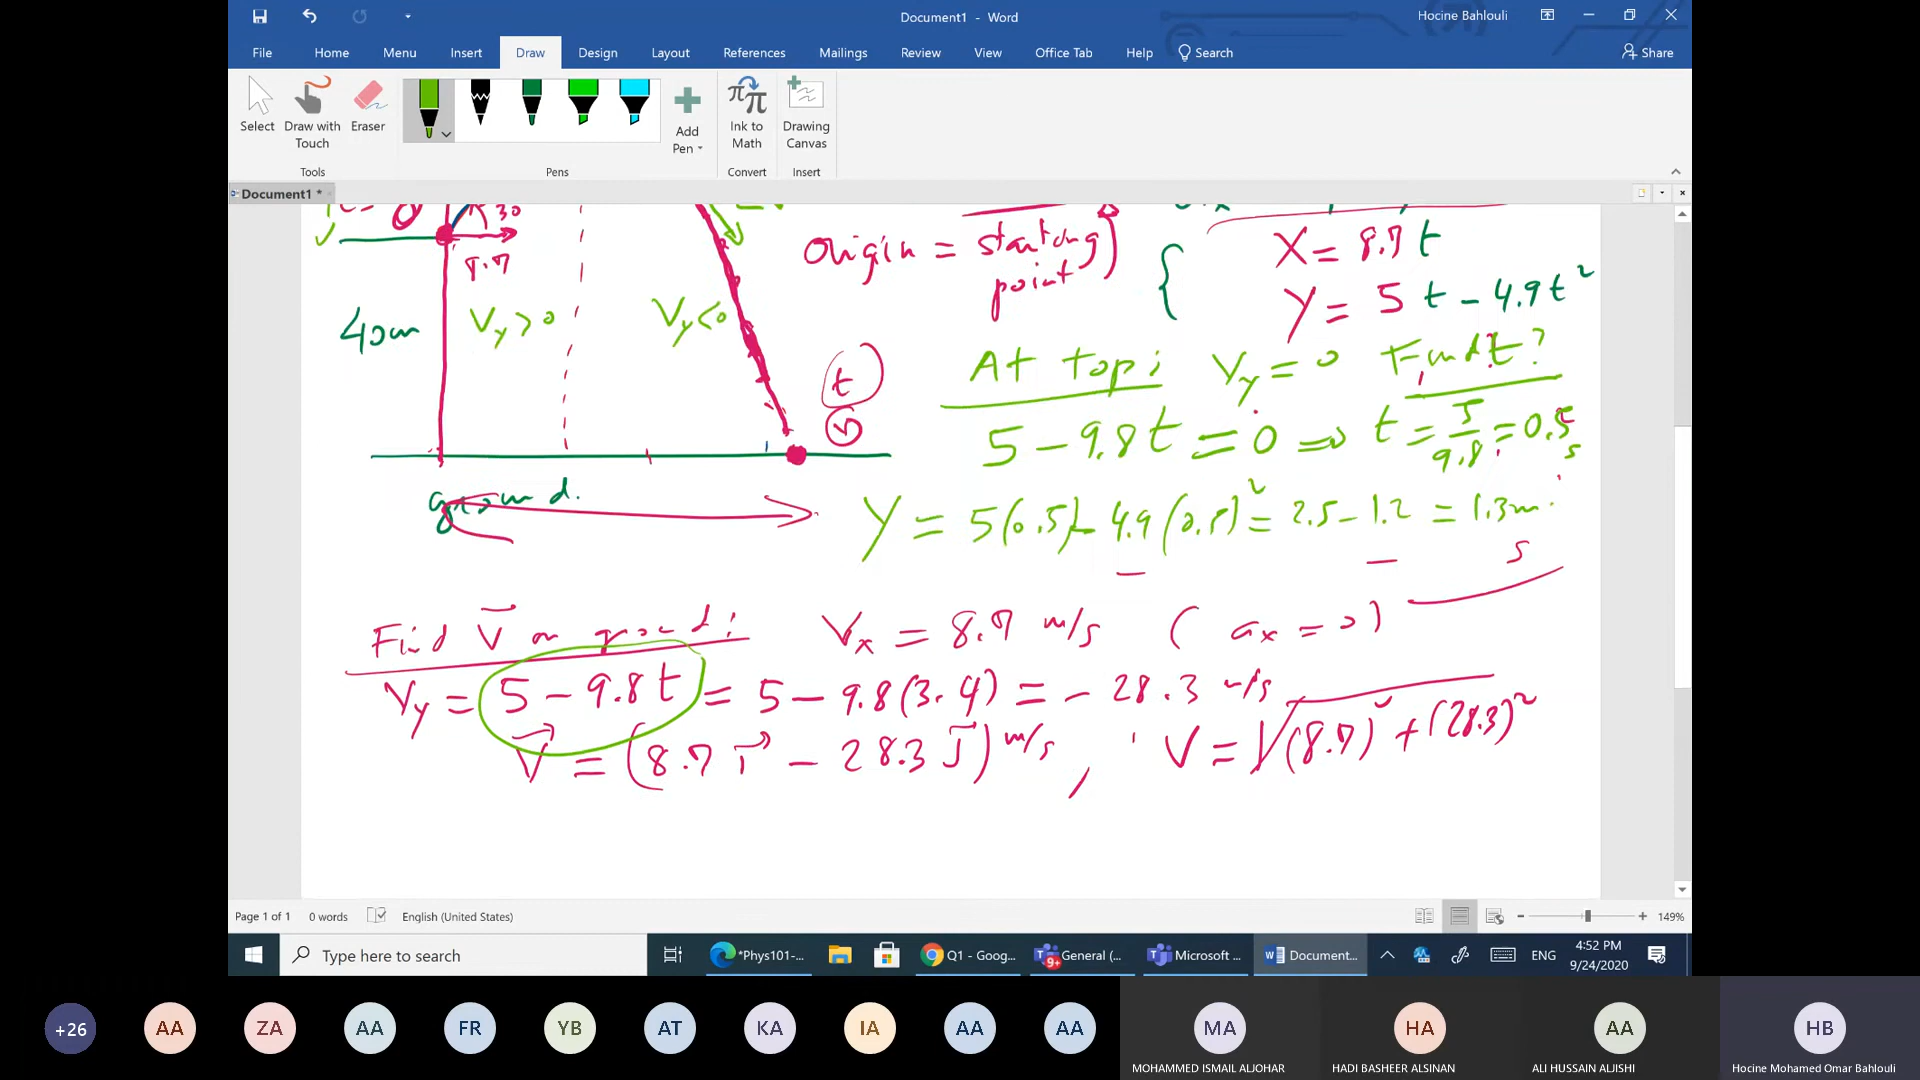 Document1 - Word
Hocine Bahlouli
File Home Menu Insert Draw Design Layout References Mailings Review View Office Tab Help Search Share
Select Draw with Touch Eraser Add Pen Ink to Math Drawing Canvas
Tools Pens Convert Insert
Document1 *
30
8.7
origin = starting point
X = 8.7 t
Y = 5 t - 4.9 t²
40m
Vy > 0
Vy < 0
t
v
At top : Vy = 0 Find t?
5 - 9.8 t = 0 ⇒ t = 5/9.8 = 0.5 s
ground.
Y = 5(0.5) - 4.9 (0.5)² = 2.5 - 1.2 = 1.3 m.
s
Find V on ground : Vx = 8.7 m/s ( ax = 0 )
Vy = 5 - 9.8 t = 5 - 9.8 (3.4) = - 28.3 m/s
V = (8.7 i - 28.3 j) m/s , V = √(8.7)² + (28.3)²
Page 1 of 1 0 words English (United States) 149%
Type here to search
*Phys101-...
Q1 - Goog...
9+
General (...
Microsoft ...
Document...
ENG
4:52 PM
9/24/2020
+26 AA ZA AA FR YB AT KA IA AA AA MA HA AA HB
MOHAMMED ISMAIL ALJOHAR
HADI BASHEER ALSINAN
ALI HUSSAIN ALJISHI
Hocine Mohamed Omar Bahlouli